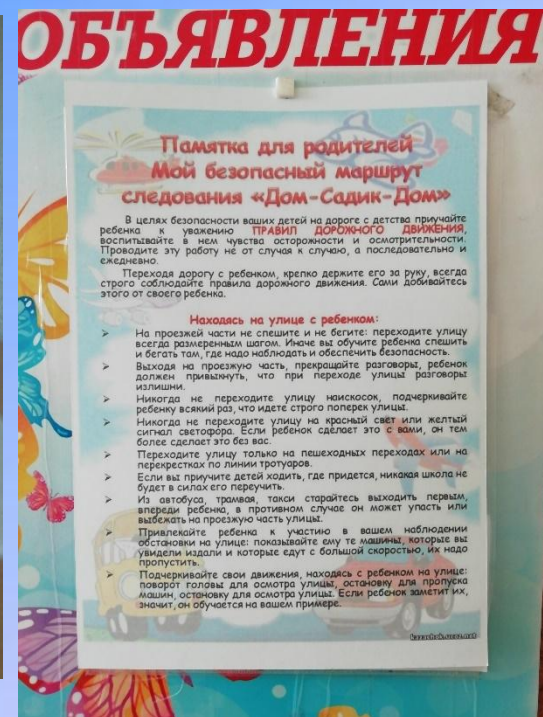 ОБЪЯВЛЕНИЯ
Памятка для родителей
Мой безопасный маршрут
следования «Дом-Садик-Дом»
В целях безопасности ваших детей на дороге с детства приучайте
ребенка к уважению ПРАВИЛ ДОРОЖНОГО ДВИЖЕНИЯ,
воспитывайте в нем чувства осторожности и осмотрительности.
Проводите эту работу не от случая к случаю, а последовательно и
ежедневно.
Переходя дорогу с ребенком, крепко держите его за руку, всегда
строго соблюдайте правила дорожного движения. Сами добивайтесь
этого от своего ребенка.
Находясь на улице с ребенком:
➢ На проезжей части не спешите и не бегите: переходите улицу
всегда размеренным шагом. Иначе вы обучите ребенка спешить
и бегать там, где надо наблюдать и обеспечить безопасность.
➢ Выходя на проезжую часть, прекращайте разговоры, ребенок
должен привыкнуть, что при переходе улицы разговоры
излишни.
➢ Никогда не переходите улицу наискосок, подчеркивайте
ребенку всякий раз, что идете строго поперек улицы.
➢ Никогда не переходите улицу на красный свет или желтый
сигнал светофора. Если ребенок сделает это с вами, он тем
более сделает это без вас.
➢ Переходите улицу только на пешеходных переходах или на
перекрестках по линии тротуаров.
➢ Если вы приучите детей ходить, где придется, никакая школа не
будет в силах его переучить.
➢ Из автобуса, трамвая, такси старайтесь выходить первым,
впереди ребенка, в противном случае он может упасть или
выбежать на проезжую часть улицы.
➢ Привлекайте ребенка к участию в вашем наблюдении
обстановки на улице: показывайте ему те машины, которые вы
увидели издали и которые едут с большой скоростью, их надо
пропустить.
➢ Подчеркивайте свои движения, находясь с ребенком на улице:
поворот головы для осмотра улицы, остановку для пропуска
машин, остановку для осмотра улицы. Если ребенок заметит их,
значит, он обучается на вашем примере.